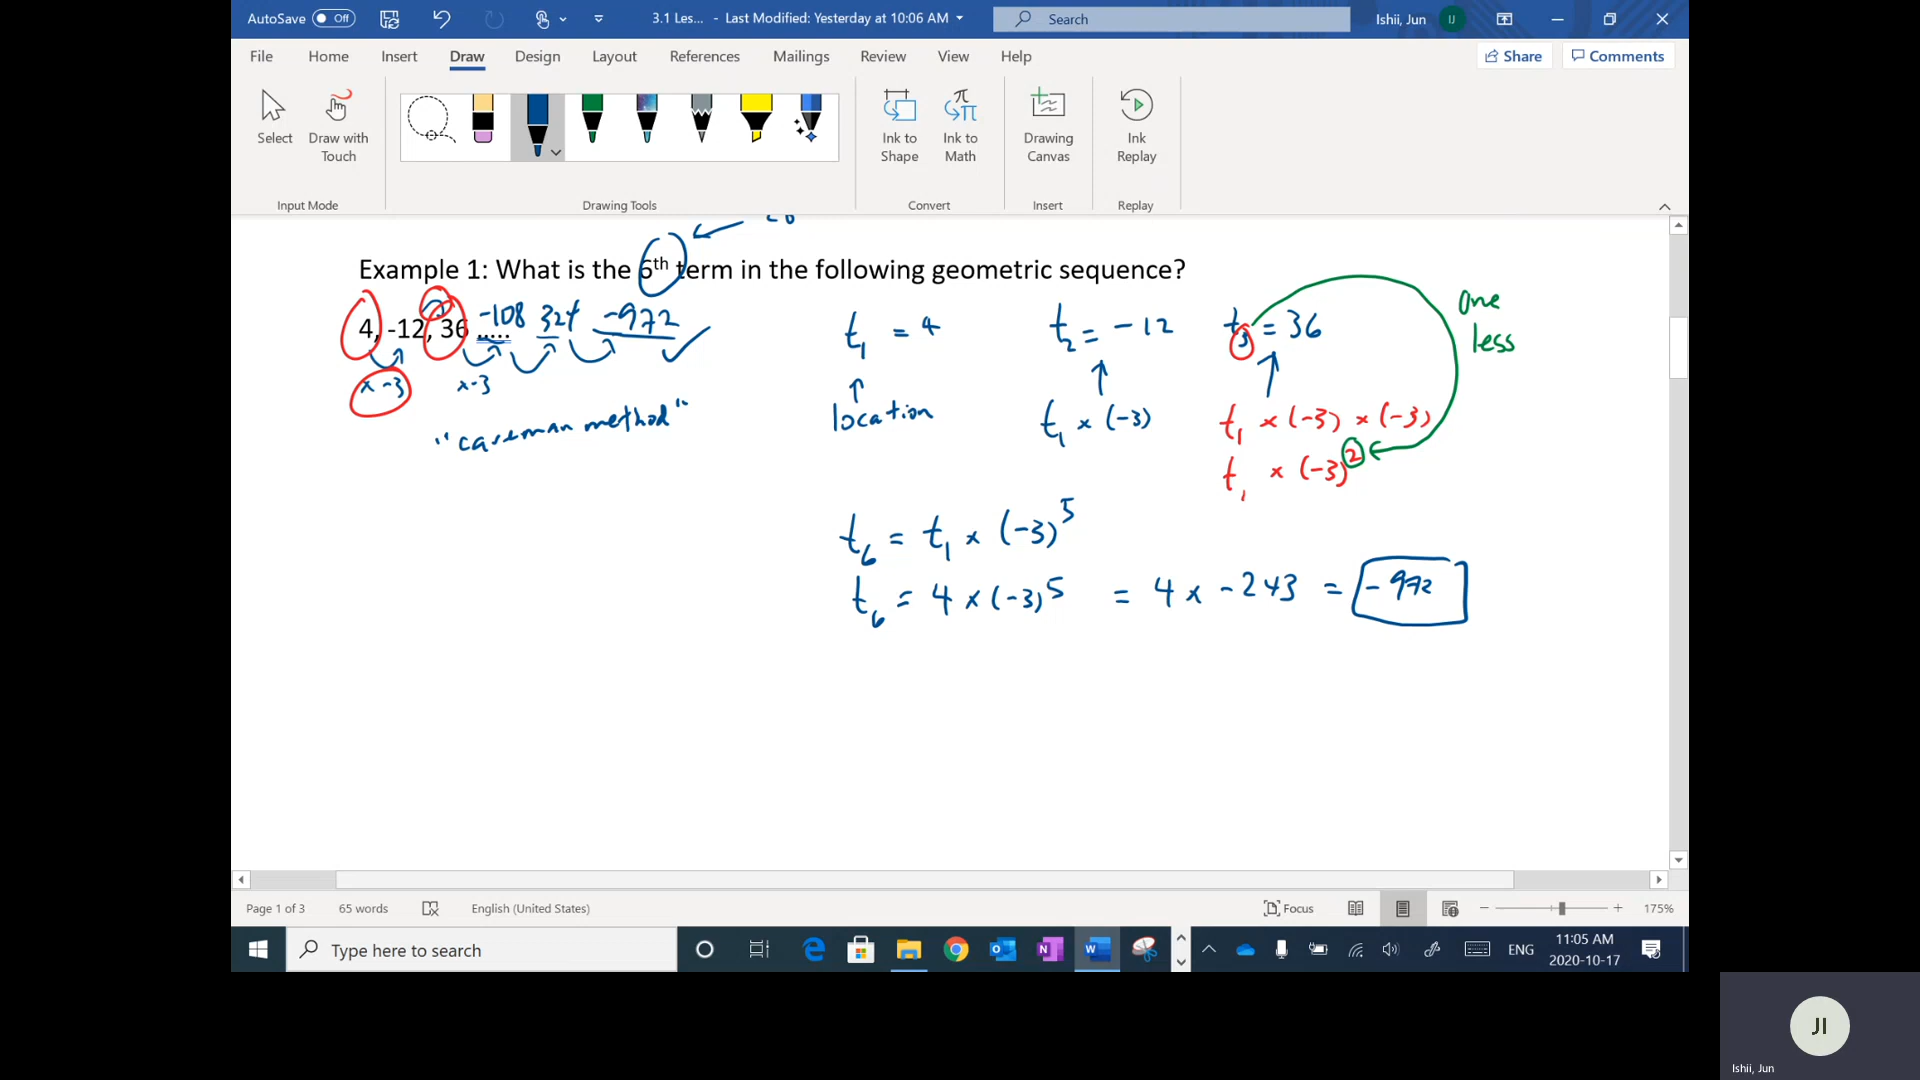 AutoSave Off 3.1 Les... - Last Modified: Yesterday at 10:06 AM Search Ishii, Jun IJ
File Home Insert Draw Design Layout References Mailings Review View Help Share Comments
Select Draw with Touch Ink to Shape Ink to Math Drawing Canvas Ink Replay
Input Mode Drawing Tools Convert Insert Replay
Example 1: What is the 6th term in the following geometric sequence?
4, -12, 36 ..... -108 324 -972
x -3 x -3
"caveman method"
t1 = 4
location
t2 = -12
t1 x (-3)
t3 = 36
t1 x (-3) x (-3)
t1 x (-3)^2
One less
t6 = t1 x (-3)^5
t6 = 4 x (-3)^5 = 4 x -243 = -972
Page 1 of 3 65 words English (United States) Focus 175%
Type here to search ENG 11:05 AM
2020-10-17
JI
Ishii, Jun